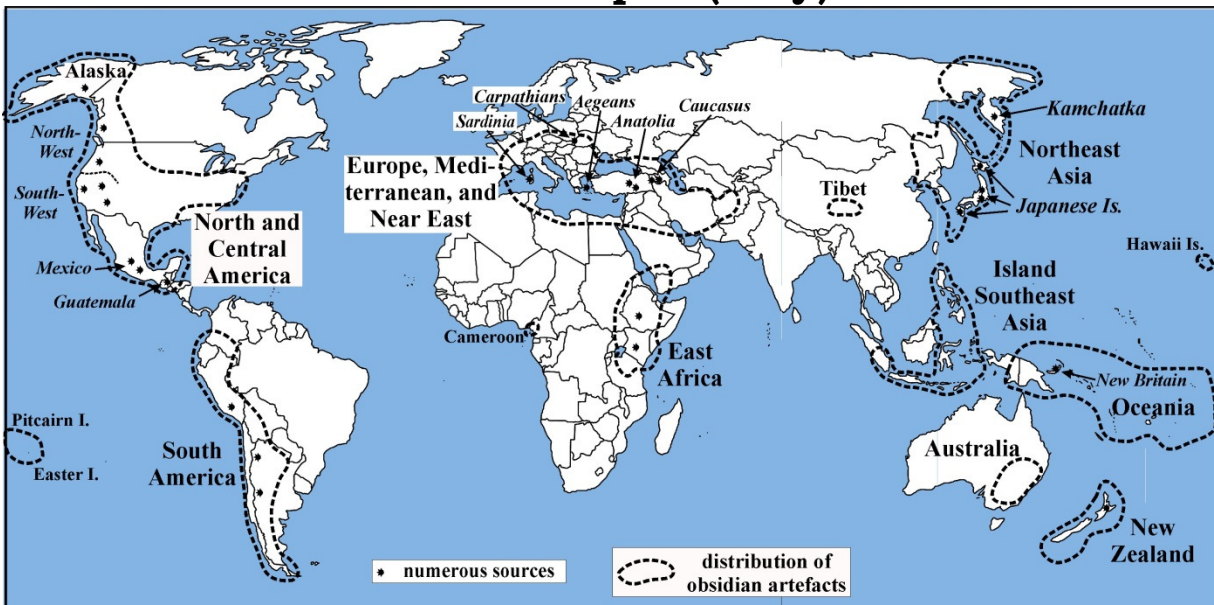 Alaska
North-
West
South-
West
North and
Central
America
Mexico
Guatemala
Pitcairn I.
Easter I.
South
America
Carpathians
Aegeans
Sardinia
Anatolia
Caucasus
Europe, Medi-
terranean, and
Near East
Cameroon
East
Africa
Tibet
Kamchatka
Northeast
Asia
Japanese Is.
Hawaii Is.
Island
Southeast
Asia
New Britain
Oceania
Australia
New
Zealand
numerous sources
distribution of
obsidian artefacts